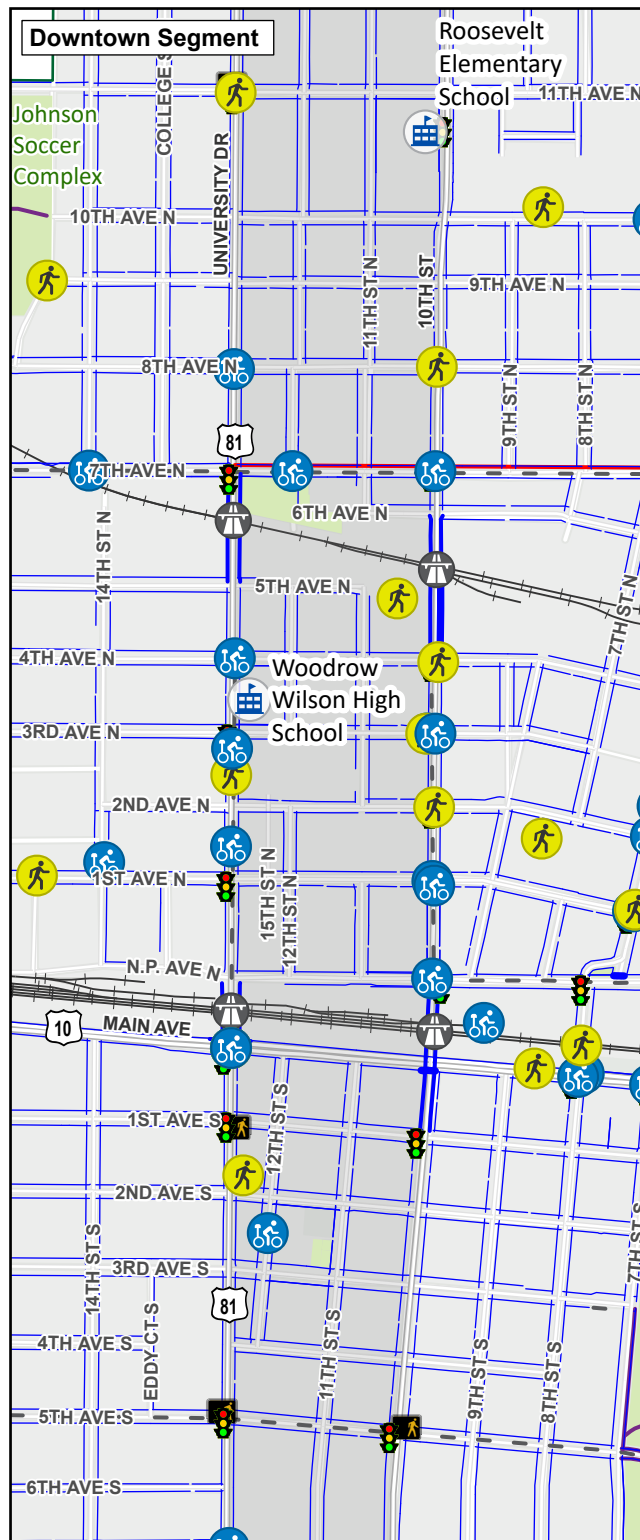 Downtown Segment
Roosevelt
Elementary
School
COLLEGE S
11TH AVE N
Johnson
Soccer
Complex
UNIVERSITY DR
10TH AVE N
11TH ST N
10TH ST
9TH AVE N
8TH AVE N
9TH ST N
8TH ST N
81
7TH AVE N
6TH AVE N
14TH ST N
5TH AVE N
7TH ST N
4TH AVE N
Woodrow
Wilson High
School
3RD AVE N
2ND AVE N
15TH ST N
12TH ST N
1ST AVE N
N.P. AVE N
10
MAIN AVE
1ST AVE S
12TH ST S
2ND AVE S
14TH ST S
3RD AVE S
7TH ST S
81
EDDY CT S
11TH ST S
4TH AVE S
9TH ST S
8TH ST S
5TH AVE S
6TH AVE S